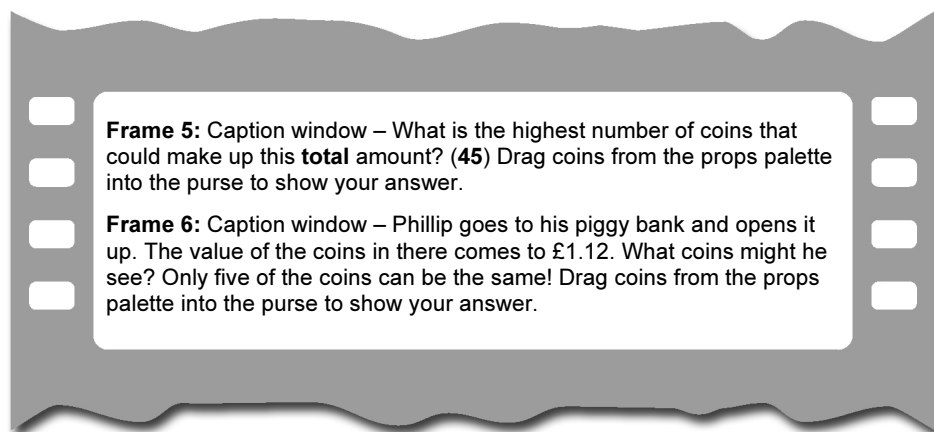 Frame 5: Caption window – What is the highest number of coins that
could make up this total amount? (45) Drag coins from the props palette
into the purse to show your answer.
Frame 6: Caption window – Phillip goes to his piggy bank and opens it
up. The value of the coins in there comes to £1.12. What coins might he
see? Only five of the coins can be the same! Drag coins from the props
palette into the purse to show your answer.